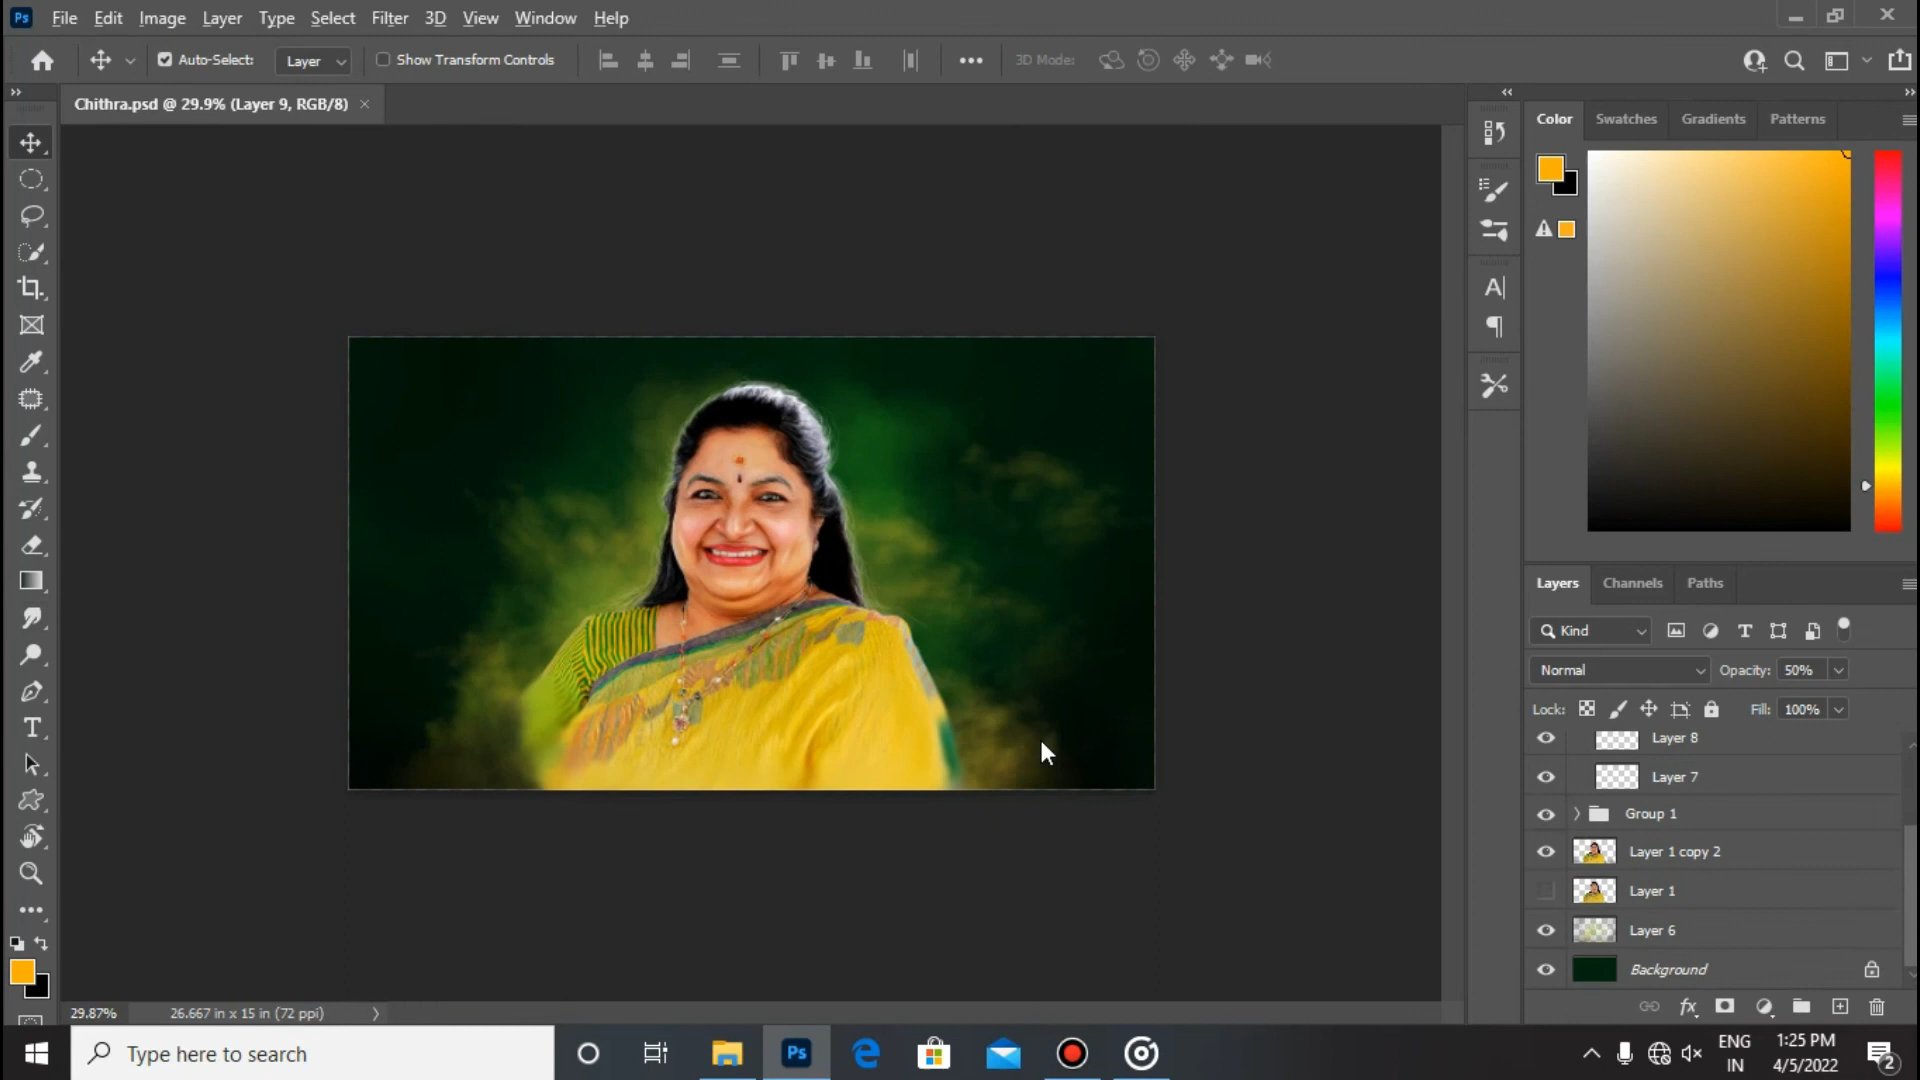 Ps File Edit Image Layer Type Select Filter 3D View Window Help
Auto-Select: Layer Show Transform Controls 3D Mode:
Chithra.psd @ 29.9% (Layer 9, RGB/8)
Color Swatches Gradients Patterns
Layers Channels Paths
Kind
Normal Opacity: 50%
Lock: Fill: 100%
Layer 8
Layer 7
Group 1
Layer 1 copy 2
Layer 1
Layer 6
Background
29.87% 26.667 in x 15 in (72 ppi)
Type here to search
Ps
ENG
IN
1:25 PM
4/5/2022
2